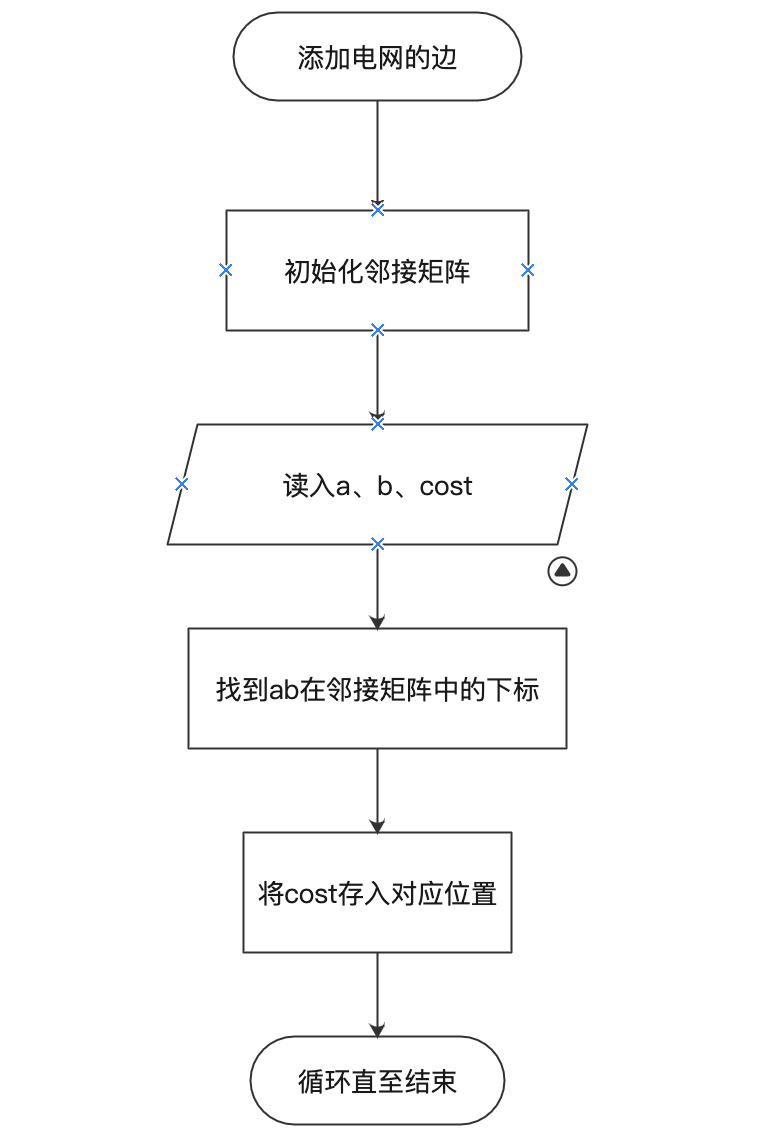 添加电网的边
初始化邻接矩阵
读入a、b、cost
找到ab在邻接矩阵中的下标
将cost存入对应位置
循环直至结束